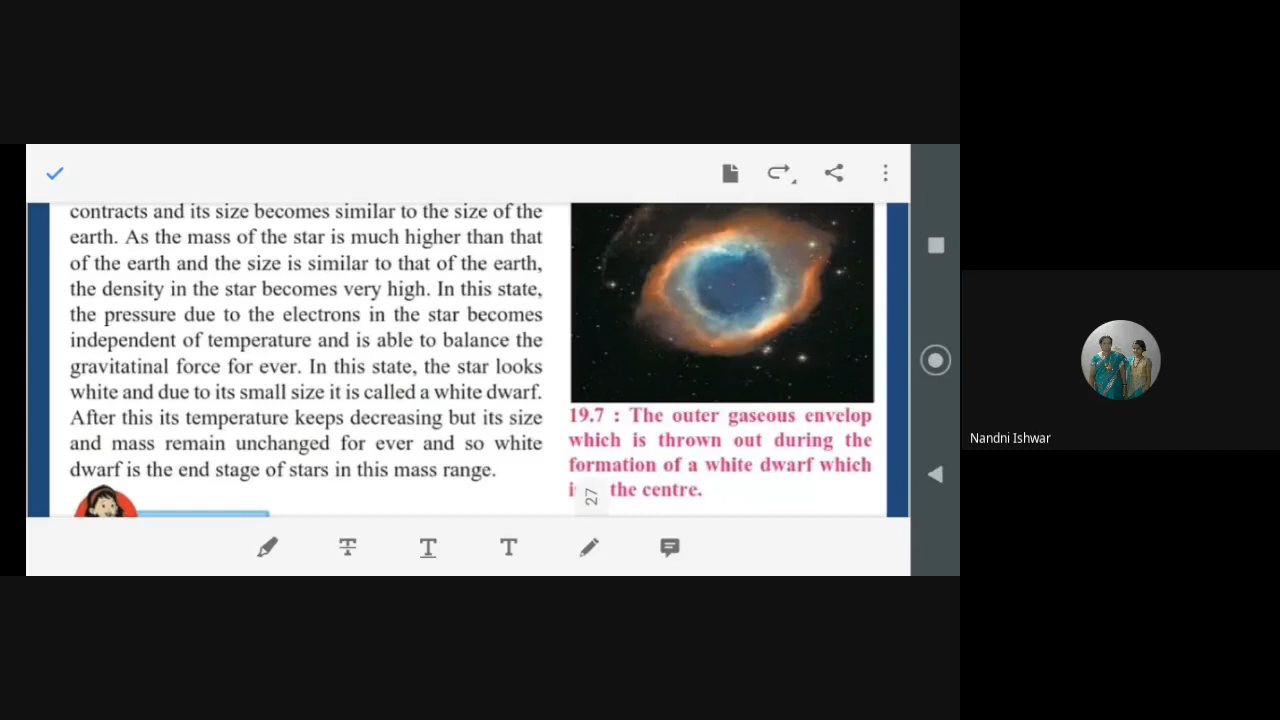 contracts and its size becomes similar to the size of the
earth. As the mass of the star is much higher than that
of the earth and the size is similar to that of the earth,
the density in the star becomes very high. In this state,
the pressure due to the electrons in the star becomes
independent of temperature and is able to balance the
gravitatinal force for ever. In this state, the star looks
white and due to its small size it is called a white dwarf.
After this its temperature keeps decreasing but its size
and mass remain unchanged for ever and so white
dwarf is the end stage of stars in this mass range.
19.7 : The outer gaseous envelop
which is thrown out during the
formation of a white dwarf which
the centre.
27
Nandni Ishwar